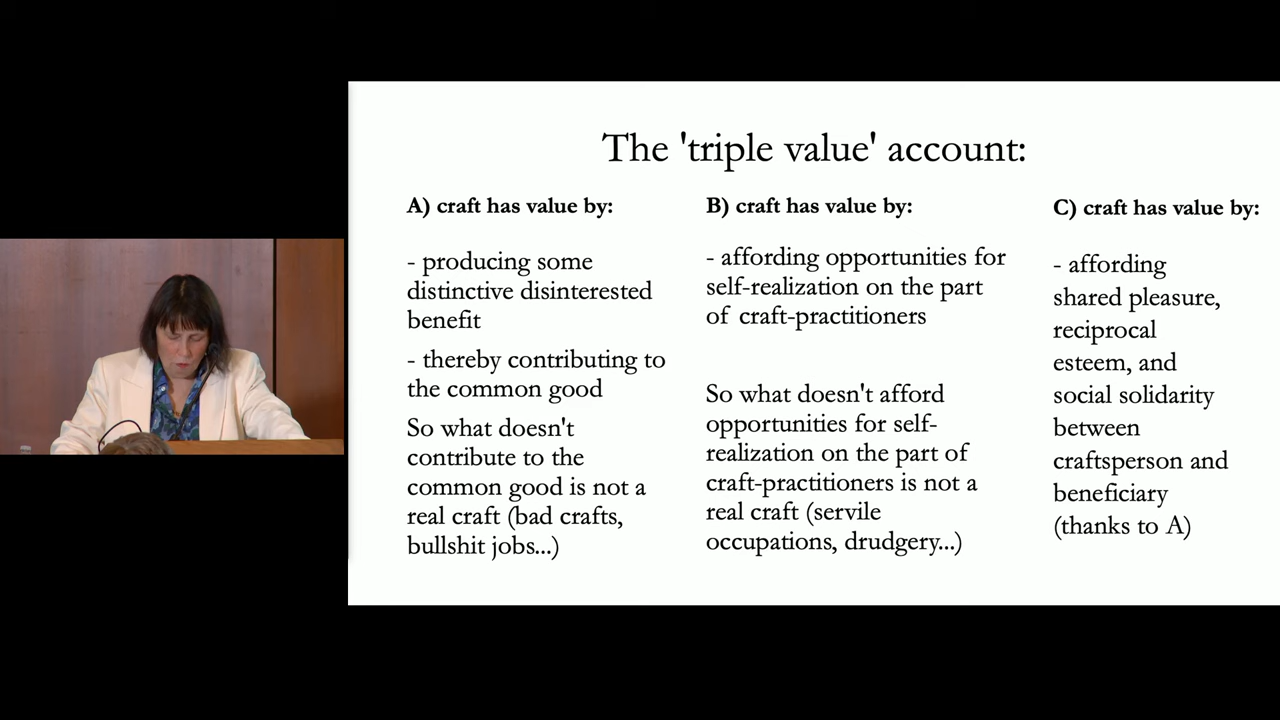 The 'triple value' account:
A) craft has value by:
- producing some
distinctive disinterested
benefit
- thereby contributing to
the common good
So what doesn't
contribute to the
common good is not a
real craft (bad crafts,
bullshit jobs...)
B) craft has value by:
- affording opportunities for
self-realization on the part
of craft-practitioners
So what doesn't afford
opportunities for self-
realization on the part of
craft-practitioners is not a
real craft (servile
occupations, drudgery...)
C) craft has value by:
- affording
shared pleasure,
reciprocal
esteem, and
social solidarity
between
craftsperson and
beneficiary
(thanks to A)